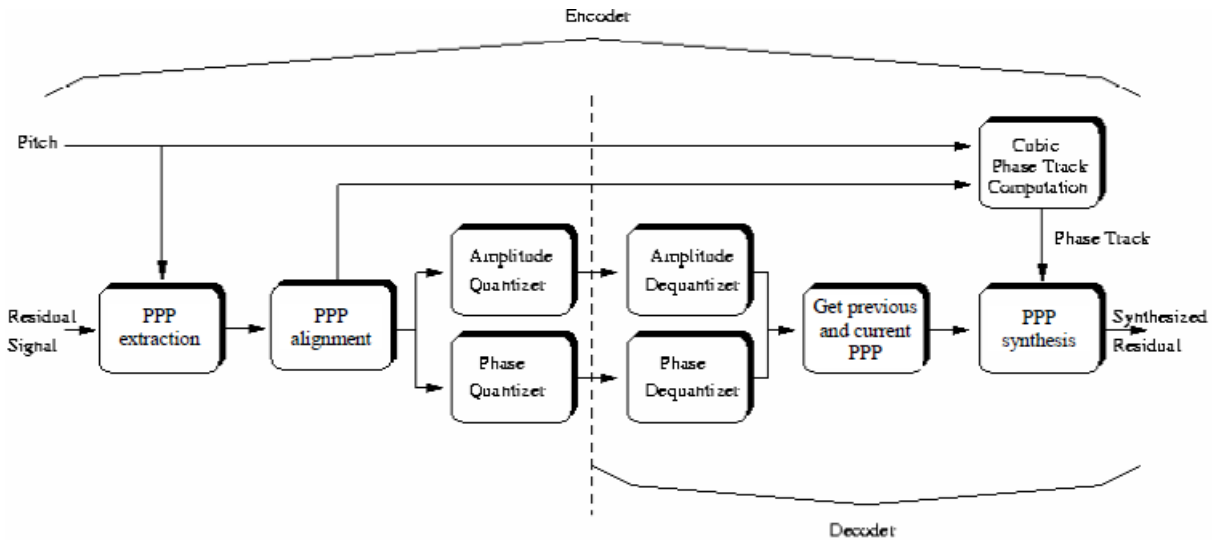 Encoder
Pitch
Cubic
Phase Track
Computation
Phase Track
Amplitude
Quantizer
Amplitude
Dequantizer
Residual
Signal
PPP
extraction
PPP
alignment
Get previous
and current
PPP
PPP
synthesis
Synthesized
Residual
Phase
Quantizer
Phase
Dequantizer
Decoder